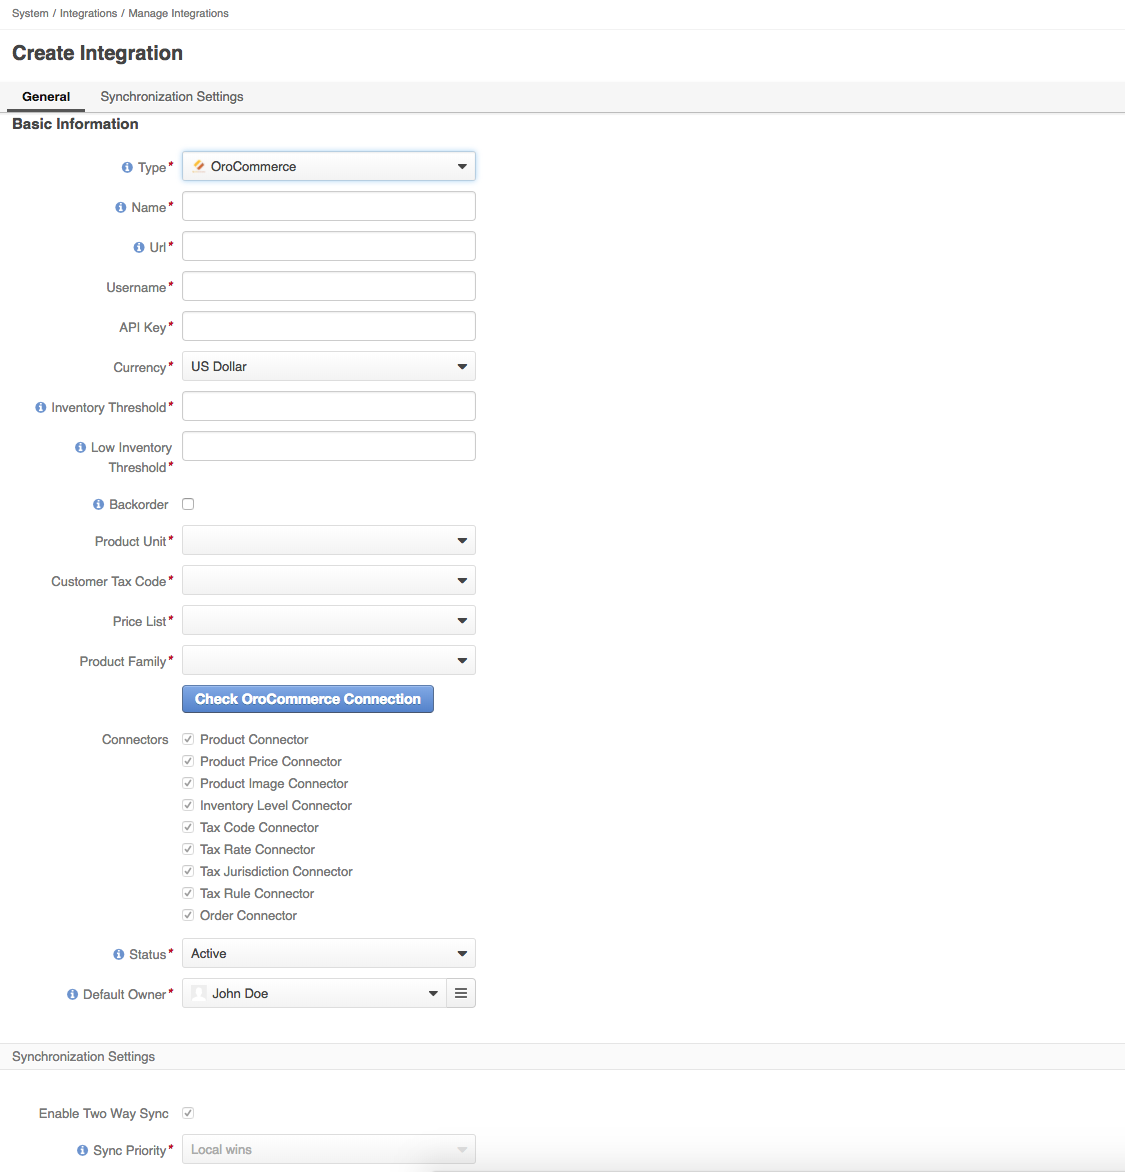 System / Integrations / Manage Integrations
Create Integration
General Synchronization Settings
Basic Information
Type* OroCommerce
Name*
Url*
Username*
API Key*
Currency* US Dollar
Inventory Threshold*
Low Inventory
Threshold*
Backorder
Product Unit*
Customer Tax Code*
Price List*
Product Family*
Check OroCommerce Connection
Connectors Product Connector
Product Price Connector
Product Image Connector
Inventory Level Connector
Tax Code Connector
Tax Rate Connector
Tax Jurisdiction Connector
Tax Rule Connector
Order Connector
Status* Active
Default Owner* John Doe
Synchronization Settings
Enable Two Way Sync
Sync Priority* Local wins